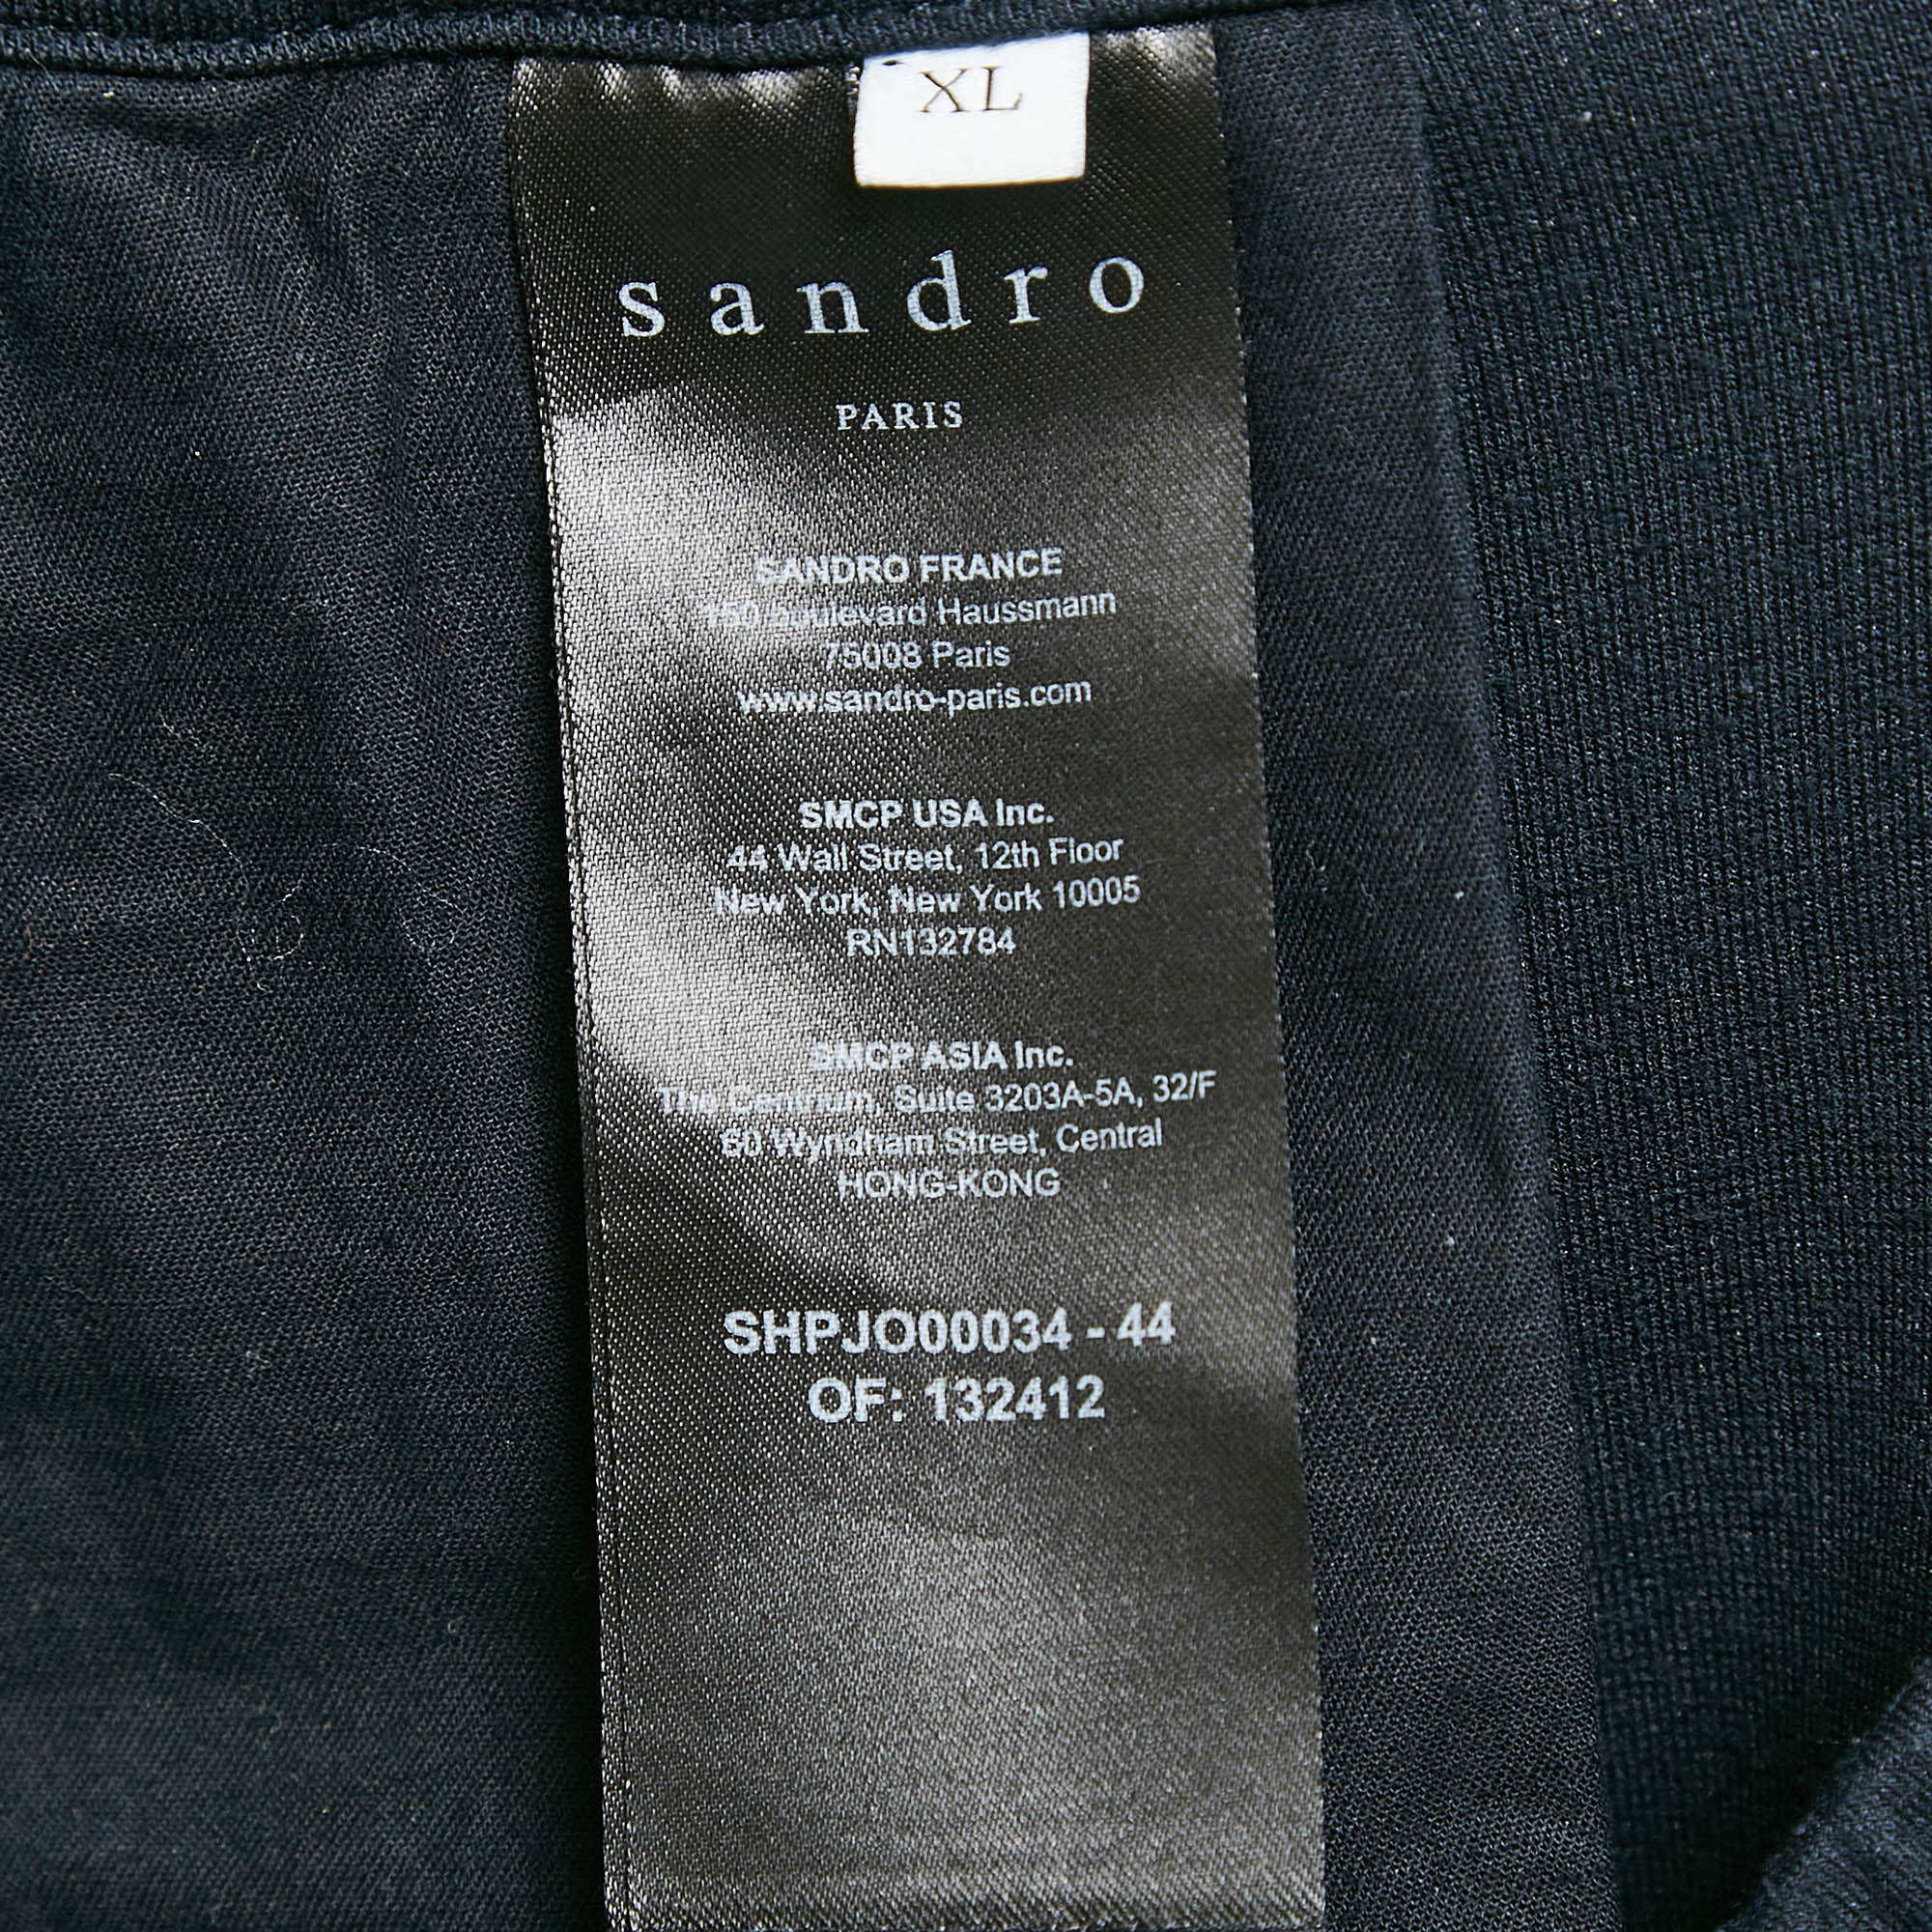 XL
sandro
PARIS
SANDRO FRANCE
150 boulevard Haussmann
75008 Paris
www.sandro-paris.com
SMCP USA Inc.
44 Wall Street, 12th Floor
New York, New York 10005
RN132784
SMCP ASIA Inc.
The Centrium, Suite 3203A-5A, 32/F
60 Wyndham Street, Central
HONG-KONG
SHPJO00034 - 44
OF: 132412